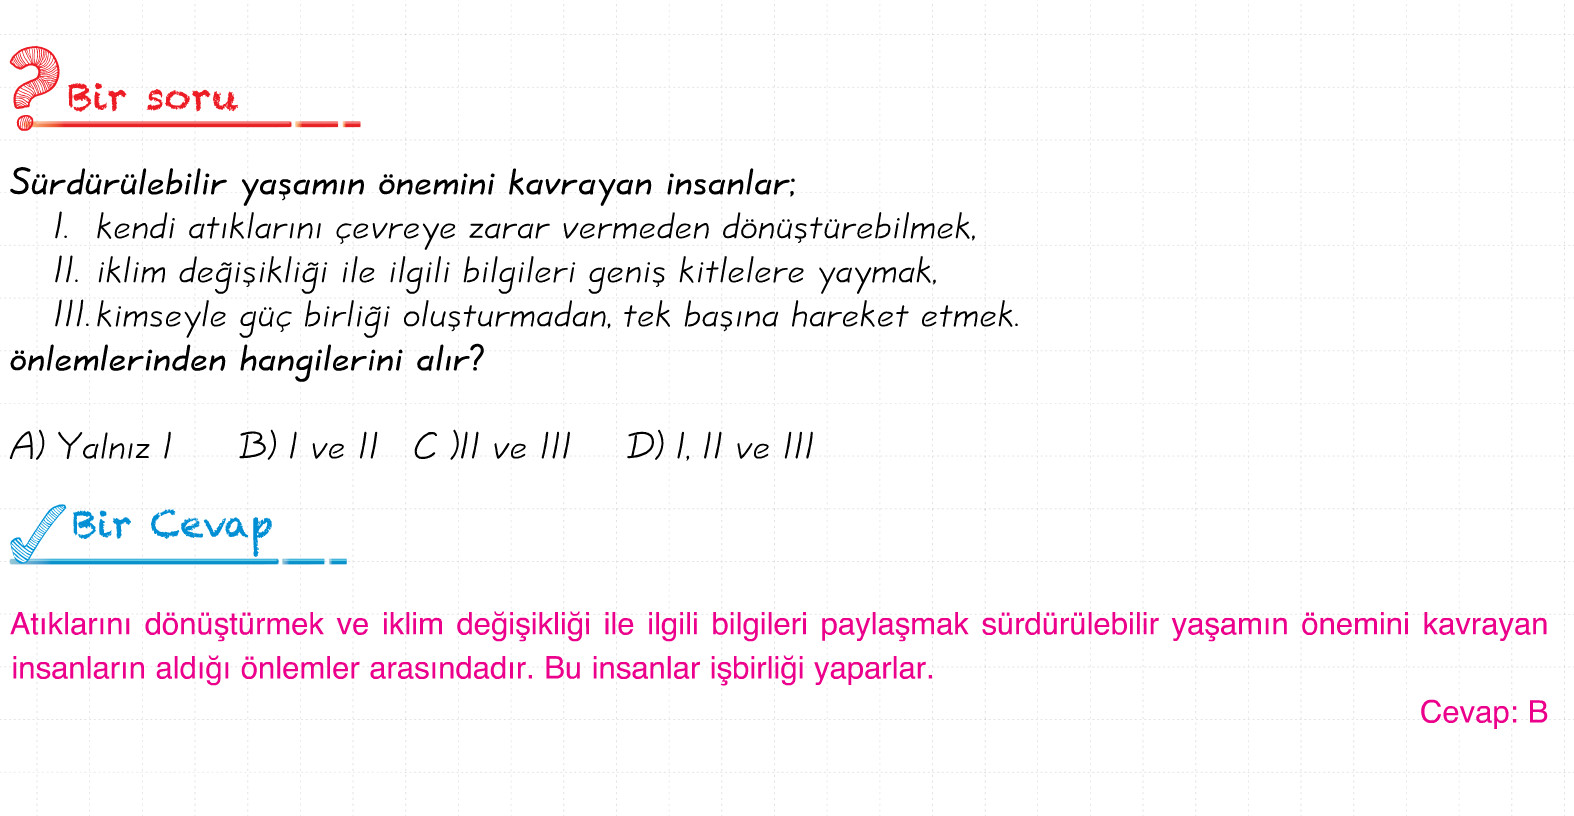 ? Bir soru
Sürdürülebilir yaşamın önemini kavrayan insanlar;
I. kendi atıklarını çevreye zarar vermeden dönüştürebilmek,
II. iklim değişikliği ile ilgili bilgileri geniş kitlelere yaymak,
III. kimseyle güç birliği oluşturmadan, tek başına hareket etmek.
önlemlerinden hangilerini alır?
A) Yalnız I B) I ve II C )II ve III D) I, II ve III
Bir Cevap
Atıklarını dönüştürmek ve iklim değişikliği ile ilgili bilgileri paylaşmak sürdürülebilir yaşamın önemini kavrayan
insanların aldığı önlemler arasındadır. Bu insanlar işbirliği yaparlar.
Cevap: B